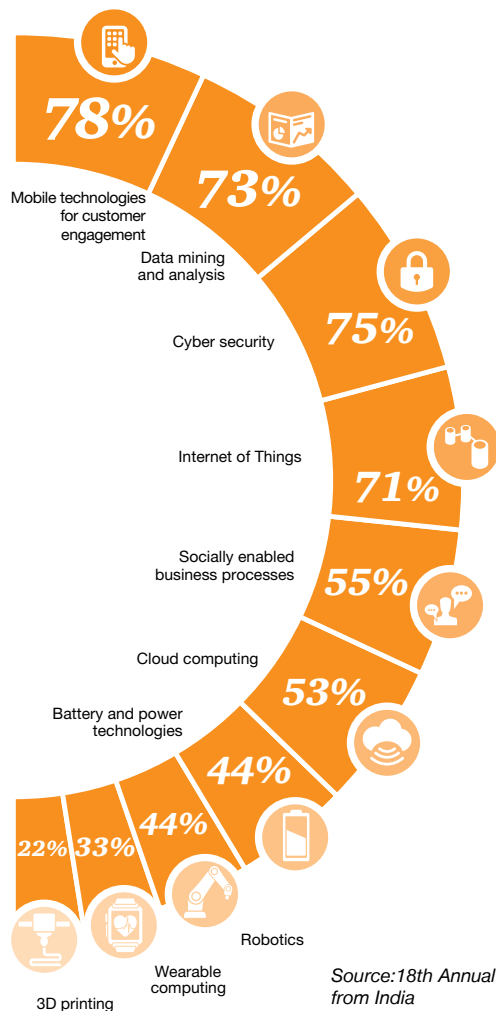 78%
Mobile technologies
for customer
engagement
73%
Data mining
and analysis
75%
Cyber security
71%
Internet of Things
55%
Socially enabled
business processes
53%
Cloud computing
44%
Battery and power
technologies
44%
Robotics
33%
Wearable
computing
22%
3D printing
Source:18th Annual
from India